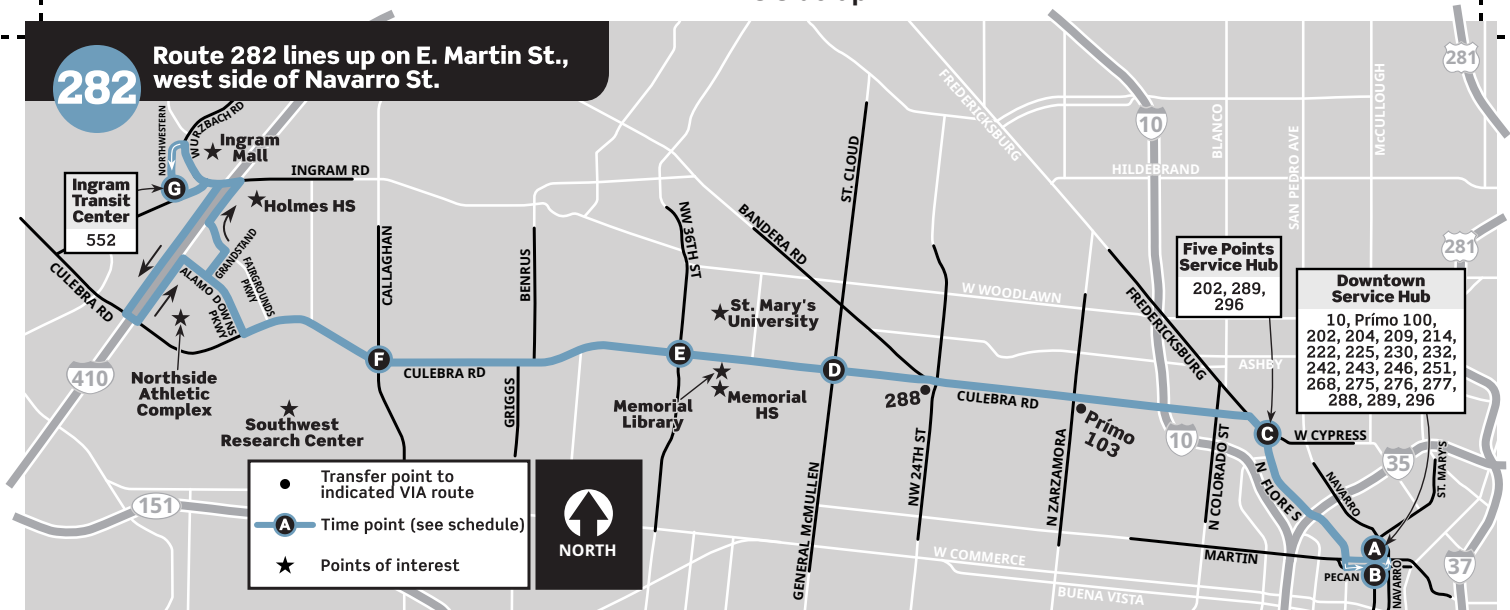 282
Route 282 lines up on E. Martin St.,
west side of Navarro St.
NORTHWESTERN
WURZBACH RD
Ingram
Mall
INGRAM RD
G
Ingram
Transit
Center
552
Holmes HS
GRANDSTAND
FAIRGROUNDS
PKWY
ALAMO DOWNS
PKWY
CULEBRA RD
410
Northside
Athletic
Complex
Southwest
Research Center
151
CALLAGHAN
F
CULEBRA RD
BENRUS
GRIGGS
NW 36TH ST
E
St. Mary's
University
Memorial
Library
Memorial
HS
BANDERA RD
ST. CLOUD
D
GENERAL McMULLEN
288
NW 24TH ST
CULEBRA RD
W WOODLAWN
N ZARZAMORA
Prímo
103
FREDERICKSBURG
FREDERICKSBURG
10
HILDEBRAND
BLANCO
SAN PEDRO AVE
McCULLOUGH
281
281
Five Points
Service Hub
202, 289,
296
Downtown
Service Hub
10, Prímo 100,
202, 204, 209, 214,
222, 225, 230, 232,
242, 243, 246, 251,
268, 275, 276, 277,
288, 289, 296
ASHBY
C
W CYPRESS
10
N COLORADO ST
N FLORES
35
NAVARRO
ST. MARY'S
MARTIN
A
B
PECAN
NAVARRO
37
W COMMERCE
BUENA VISTA
Transfer point to
indicated VIA route
A
Time point (see schedule)
Points of interest
NORTH